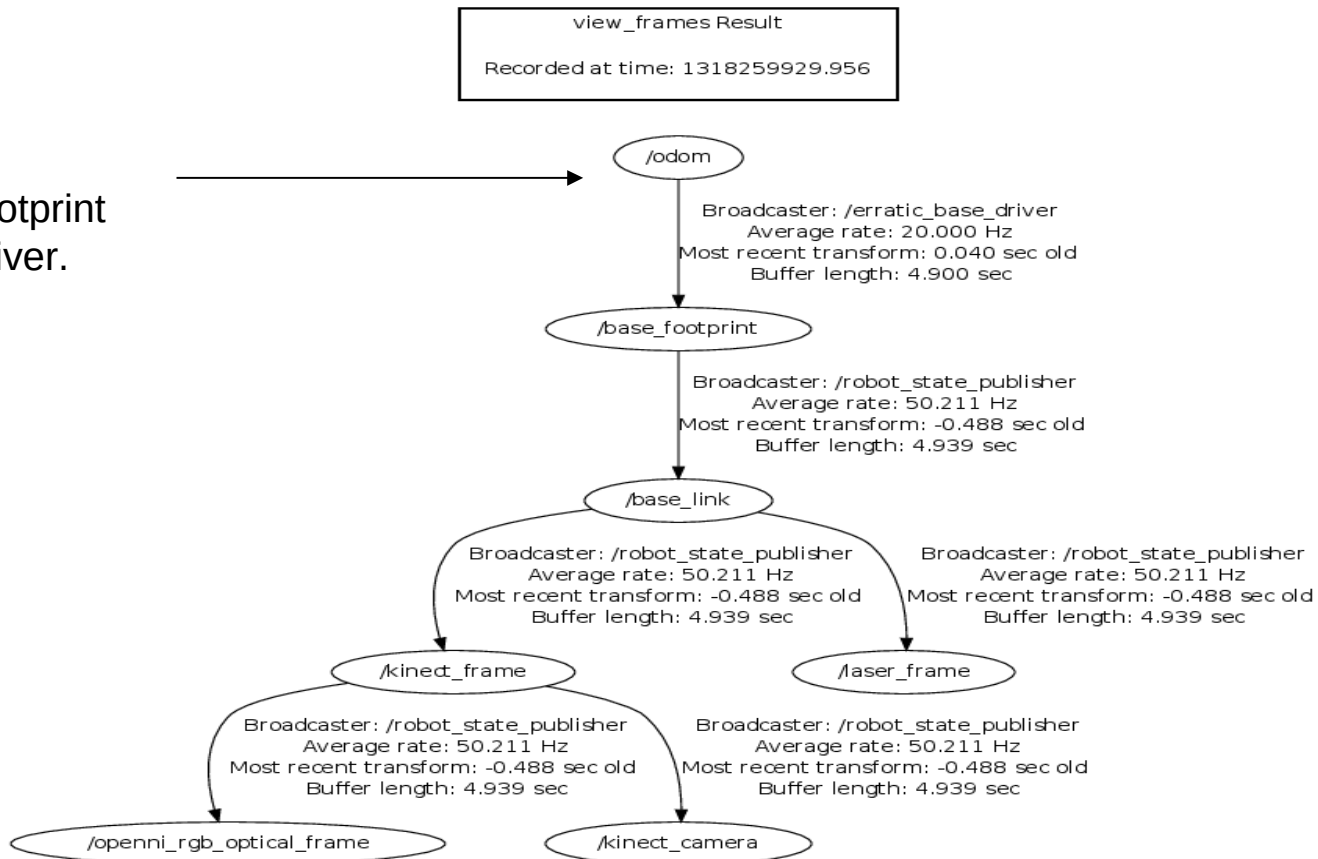 view_frames Result
Recorded at time: 1318259929.956
/odom
otprint
iver.
Broadcaster: /erratic_base_driver
Average rate: 20.000 Hz
Most recent transform: 0.040 sec old
Buffer length: 4.900 sec
/base_footprint
Broadcaster: /robot_state_publisher
Average rate: 50.211 Hz
Most recent transform: -0.488 sec old
Buffer length: 4.939 sec
/base_link
Broadcaster: /robot_state_publisher
Average rate: 50.211 Hz
Most recent transform: -0.488 sec old
Buffer length: 4.939 sec
Broadcaster: /robot_state_publisher
Average rate: 50.211 Hz
Most recent transform: -0.488 sec old
Buffer length: 4.939 sec
/kinect_frame
/laser_frame
Broadcaster: /robot_state_publisher
Average rate: 50.211 Hz
Most recent transform: -0.488 sec old
Buffer length: 4.939 sec
Broadcaster: /robot_state_publisher
Average rate: 50.211 Hz
Most recent transform: -0.488 sec old
Buffer length: 4.939 sec
/openni_rgb_optical_frame
/kinect_camera